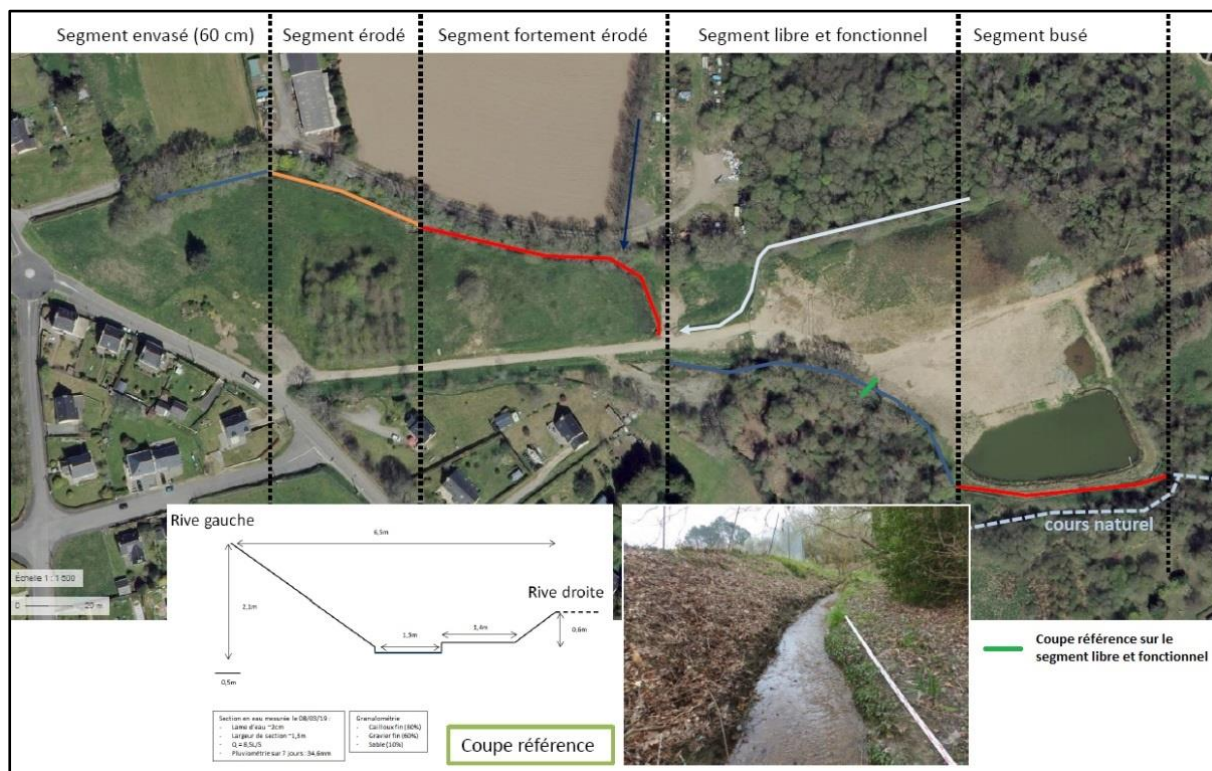 Segment envasé (60 cm)
Segment érodé
Segment fortement érodé
Segment libre et fonctionnel
Segment busé
cours naturel
Rive gauche
6,5m
Rive droite
2,1m
1,5m
2,4m
0,6m
0,5m
Échelle 1 : 1 500
0 20 m
Section en eau mesurée le 08/03/19 :
- Lame d'eau ~3cm
- Largeur de section ~1,5m
- Q = 8,5L/S
- Pluviométrie sur 7 jours : 34,6mm
Granulométrie
- Cailloux fin (30%)
- Gravier fin (60%)
- Sable (10%)
Coupe référence
Coupe référence sur le
segment libre et fonctionnel